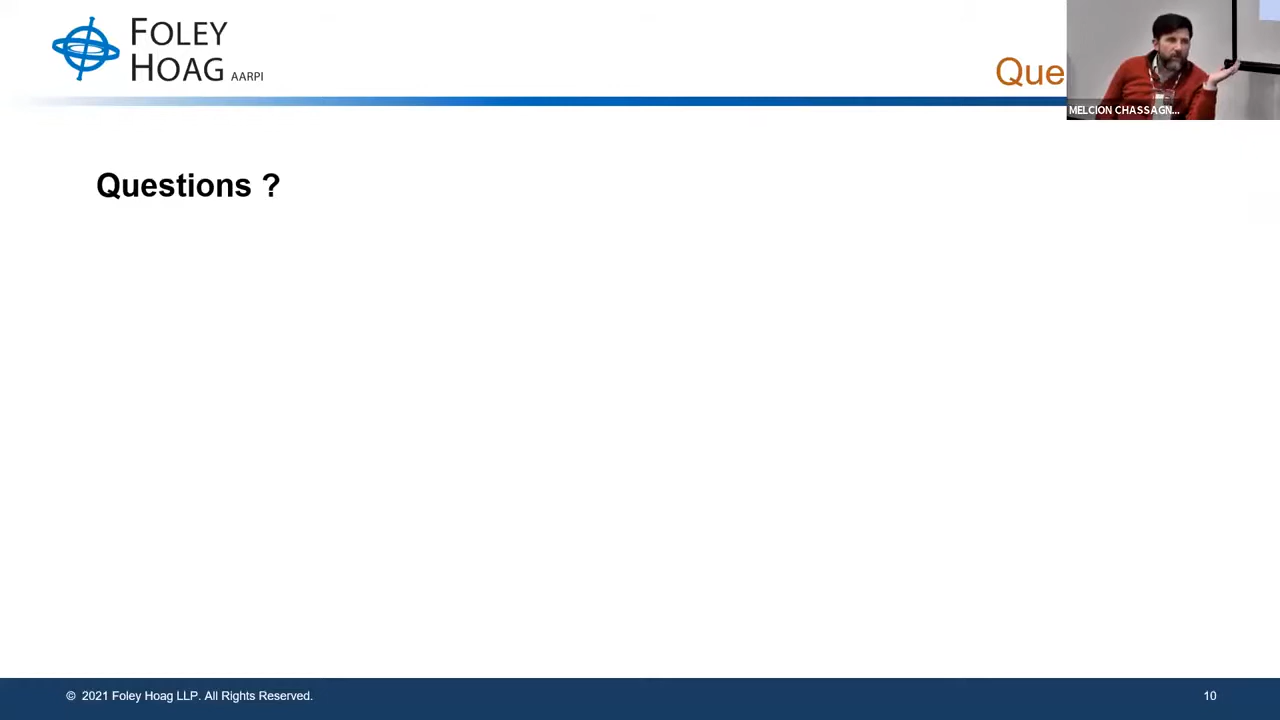 FOLEY
HOAG AARPI
Que
MELCION CHASSAGN...
Questions ?
© 2021 Foley Hoag LLP. All Rights Reserved.
10